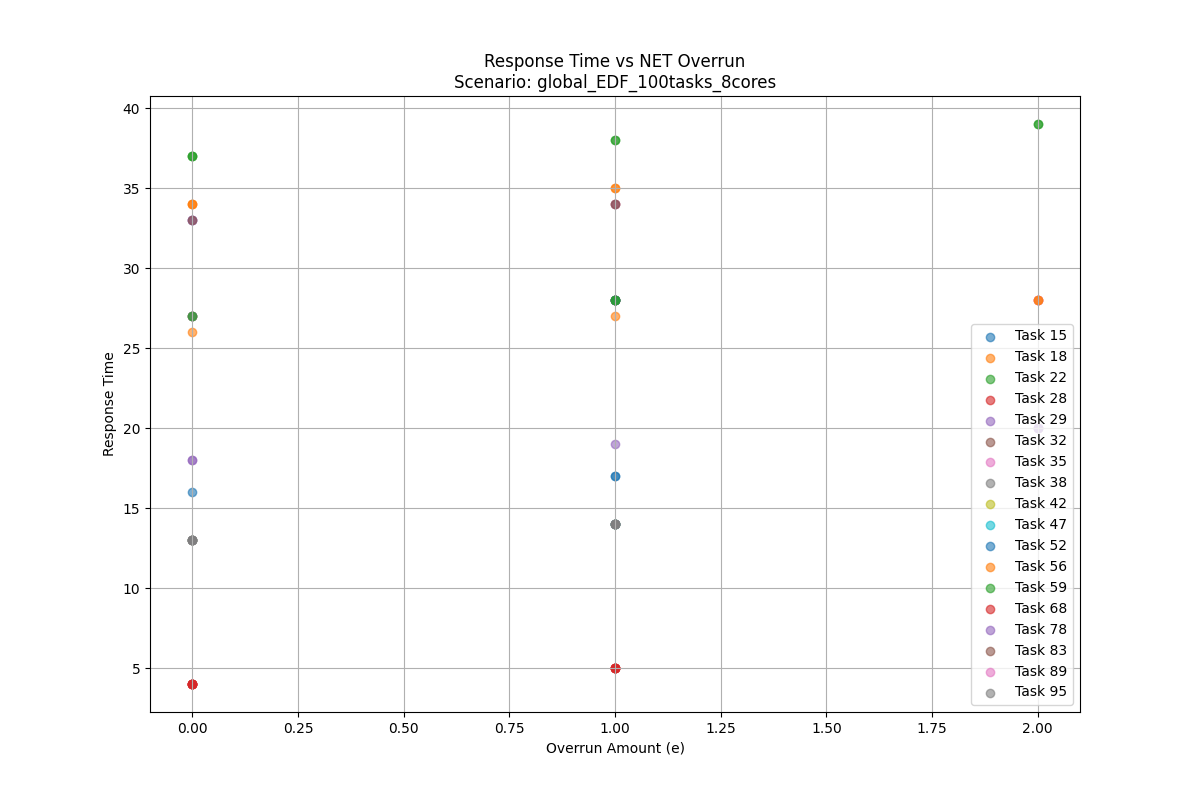 Response Time vs NET Overrun
Scenario: global_EDF_100tasks_8cores
40
35
30
25
20
15
10
5
Response Time
0.00 0.25 0.50 0.75 1.00 1.25 1.50 1.75 2.00
Overrun Amount (e)
Task 15
Task 18
Task 22
Task 28
Task 29
Task 32
Task 35
Task 38
Task 42
Task 47
Task 52
Task 56
Task 59
Task 68
Task 78
Task 83
Task 89
Task 95